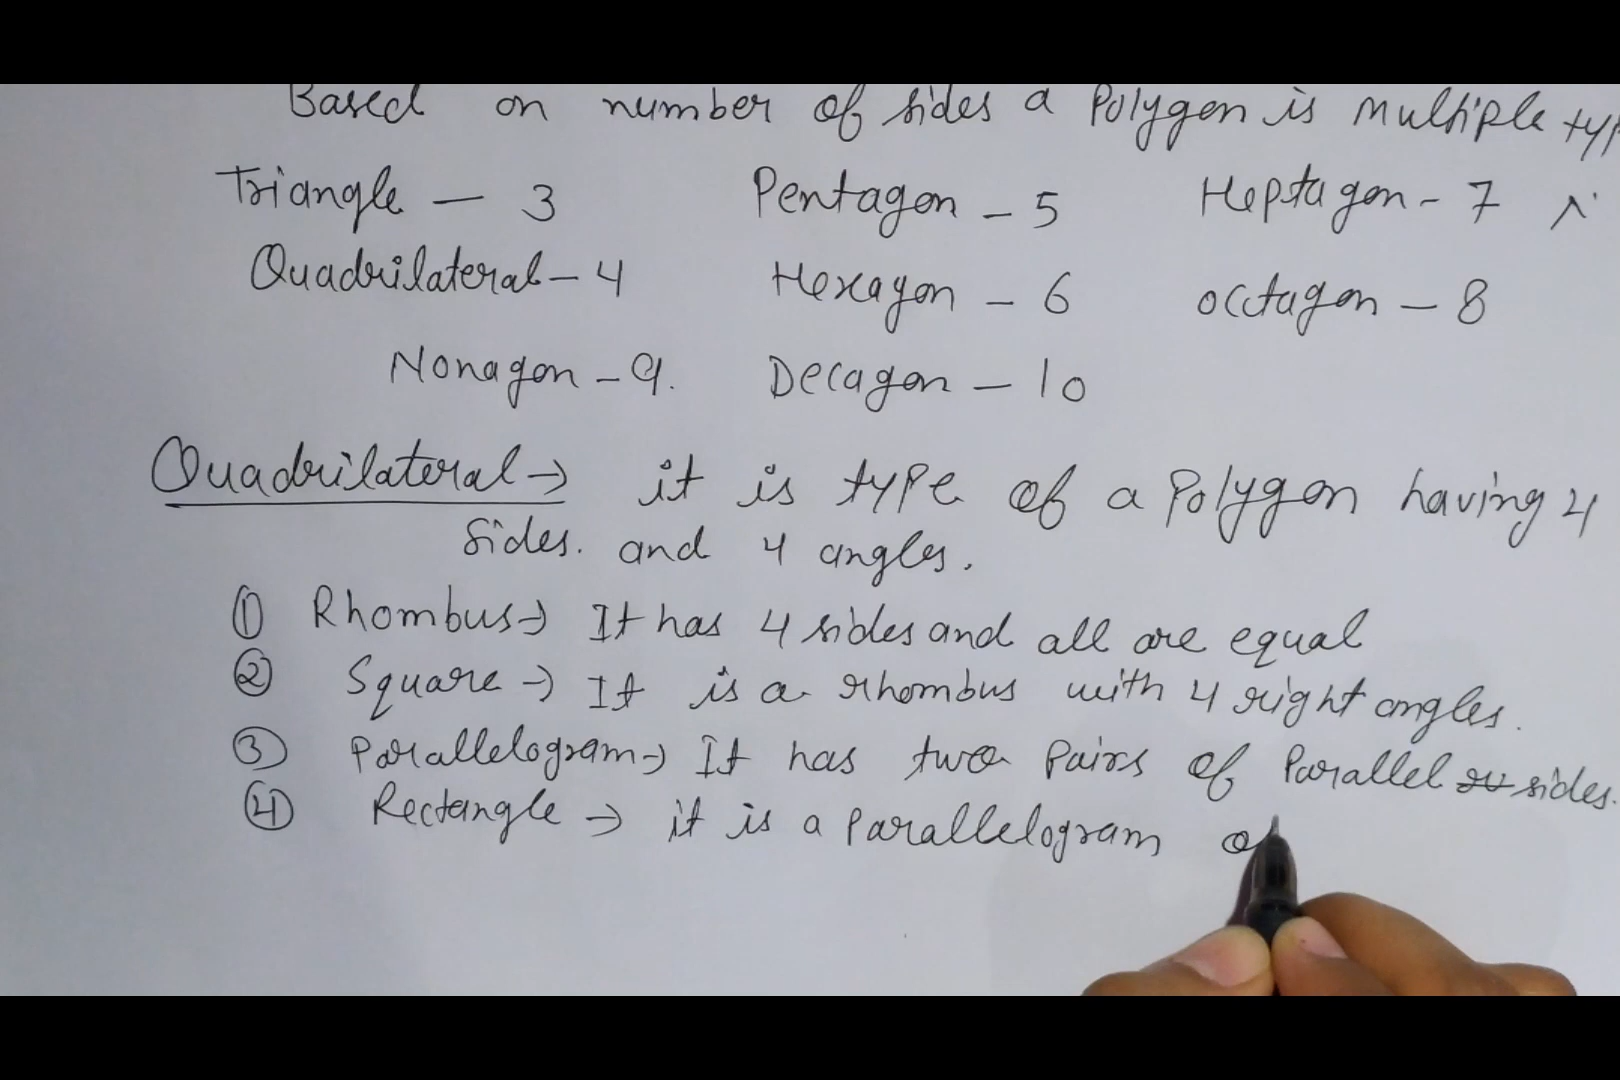 Based on number of sides a Polygon is multiple typ
Triangle — 3 Pentagon - 5 Heptagon - 7
Quadrilateral - 4 Hexagon - 6 Octagon - 8
Nonagon - 9. Decagon - 10
Quadrilateral → it is type of a Polygon having 4
sides. and 4 angles.
① Rhombus → It has 4 sides and all are equal
② Square → It is a rhombus with 4 right angles.
③ Parallelogram → It has two Pairs of Parallel sides.
④ Rectangle → it is a Parallelogram